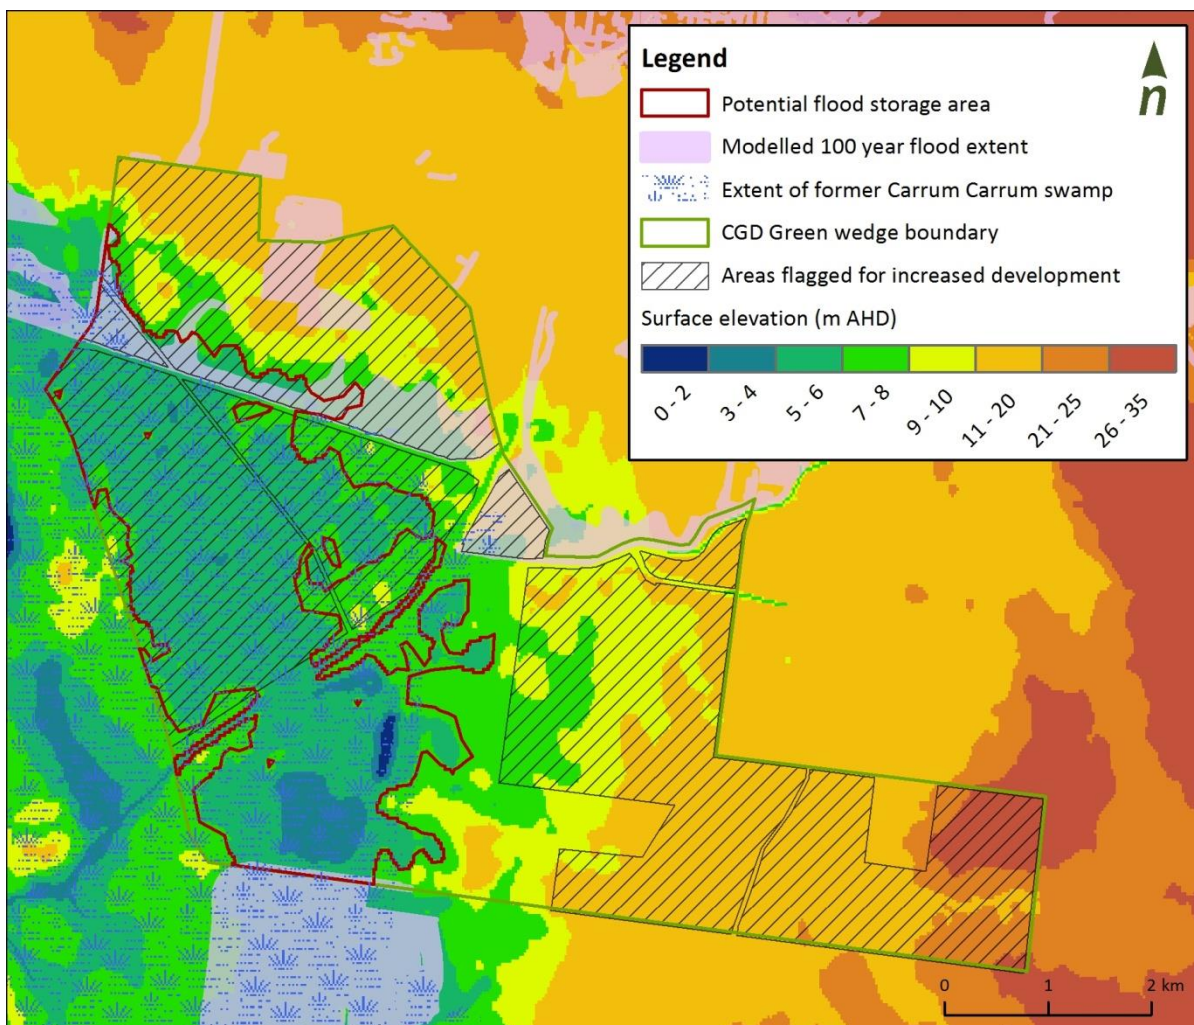 Legend
n
Potential flood storage area
Modelled 100 year flood extent
Extent of former Carrum Carrum swamp
CGD Green wedge boundary
Areas flagged for increased development
Surface elevation (m AHD)
0 - 2
3 - 4
5 - 6
7 - 8
9 - 10
11 - 20
21 - 25
26 - 35
0 1 2 km